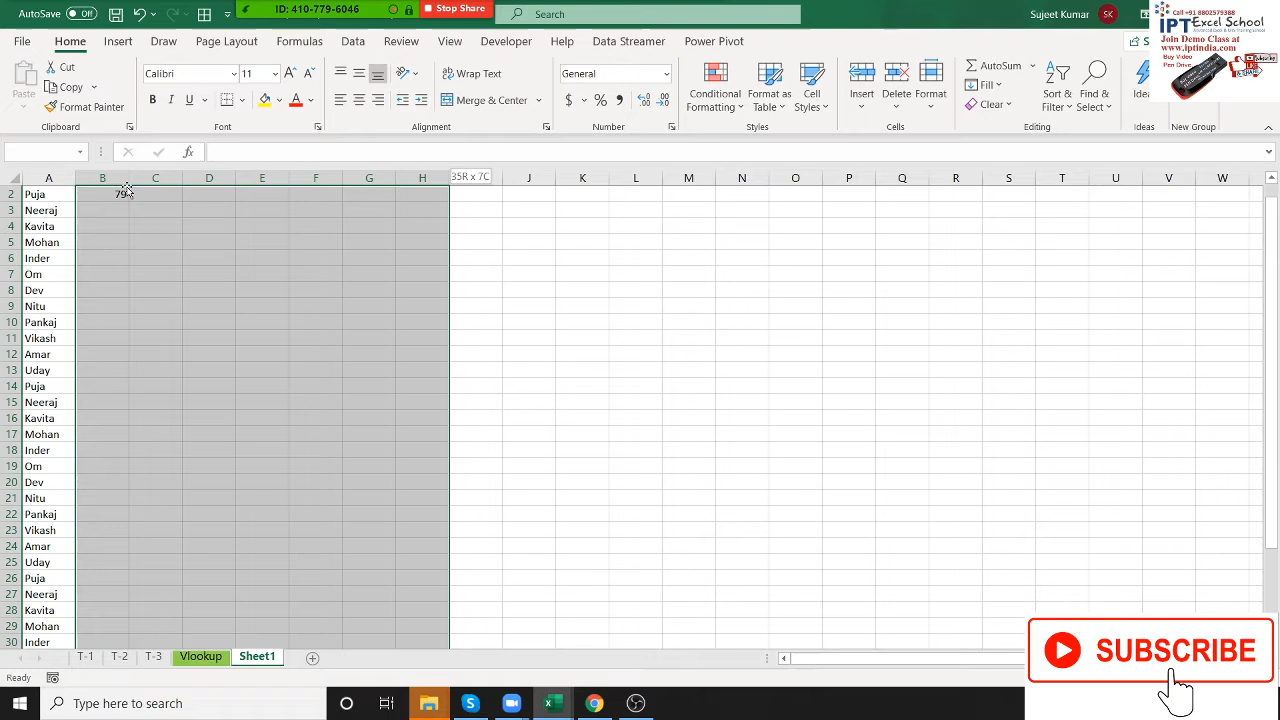 AutoSave Off
ID: 410-779-6046
Stop Share
Search
Sujeet Kumar SK
File Home Insert Draw Page Layout Formulas Data Review View Developer Help Data Streamer Power Pivot
Paste
Cut
Copy
Format Painter
Clipboard
Calibri 11
B I U
Font
Wrap Text
Merge & Center
Alignment
General
$ %
Number
Conditional Formatting
Format as Table
Cell Styles
Styles
Insert
Delete
Format
Cells
AutoSum
Fill
Clear
Sort & Filter
Find & Select
Editing
Ideas
New Group
Call +91 8802579388
IPT Excel School
Join Demo Class at
www.iptindia.com
Buy Video
Pen Drive
fx
A B C D E F G H 35R x 7C J K L M N O P Q R S T U V W
2 Puja 79
3 Neeraj
4 Kavita
5 Mohan
6 Inder
7 Om
8 Dev
9 Nitu
10 Pankaj
11 Vikash
12 Amar
13 Uday
14 Puja
15 Neeraj
16 Kavita
17 Mohan
18 Inder
19 Om
20 Dev
21 Nitu
22 Pankaj
23 Vikash
24 Amar
25 Uday
26 Puja
27 Neeraj
28 Kavita
29 Mohan
30 Inder
T-1 T-2 T-3 Vlookup Sheet1
Ready
SUBSCRIBE
Type here to search